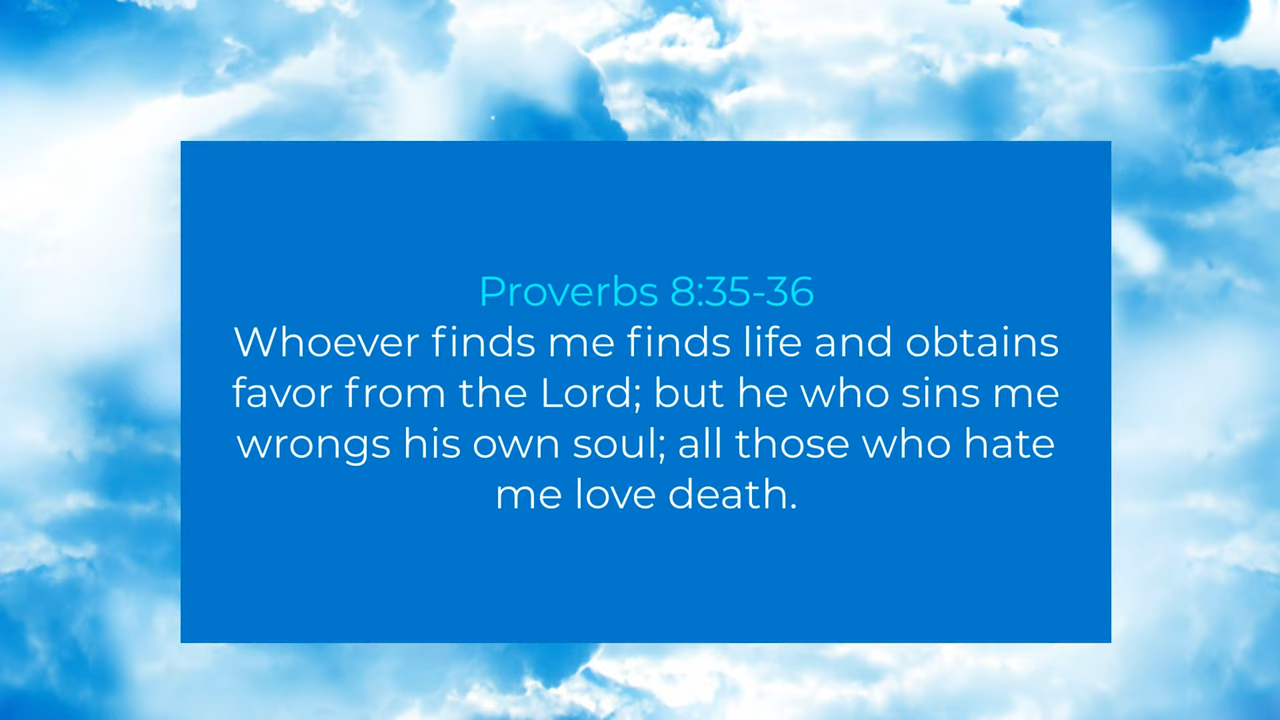 Proverbs 8:35-36
Whoever finds me finds life and obtains
favor from the Lord; but he who sins me
wrongs his own soul; all those who hate
me love death.